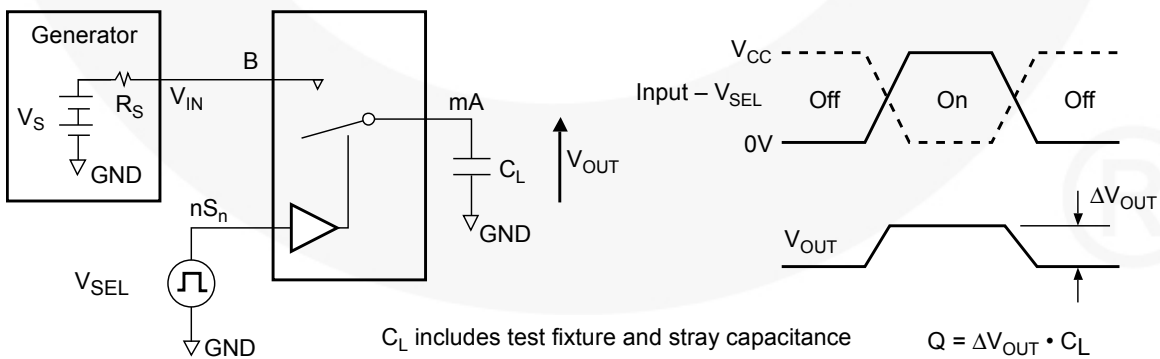 Generator
B
R_S
V_IN
mA
V_S
GND
C_L
V_OUT
nS_n
GND
V_SEL
GND
C_L includes test fixture and stray capacitance
V_CC
Input – V_SEL
Off
On
Off
0V
ΔV_OUT
V_OUT
Q = ΔV_OUT • C_L
®